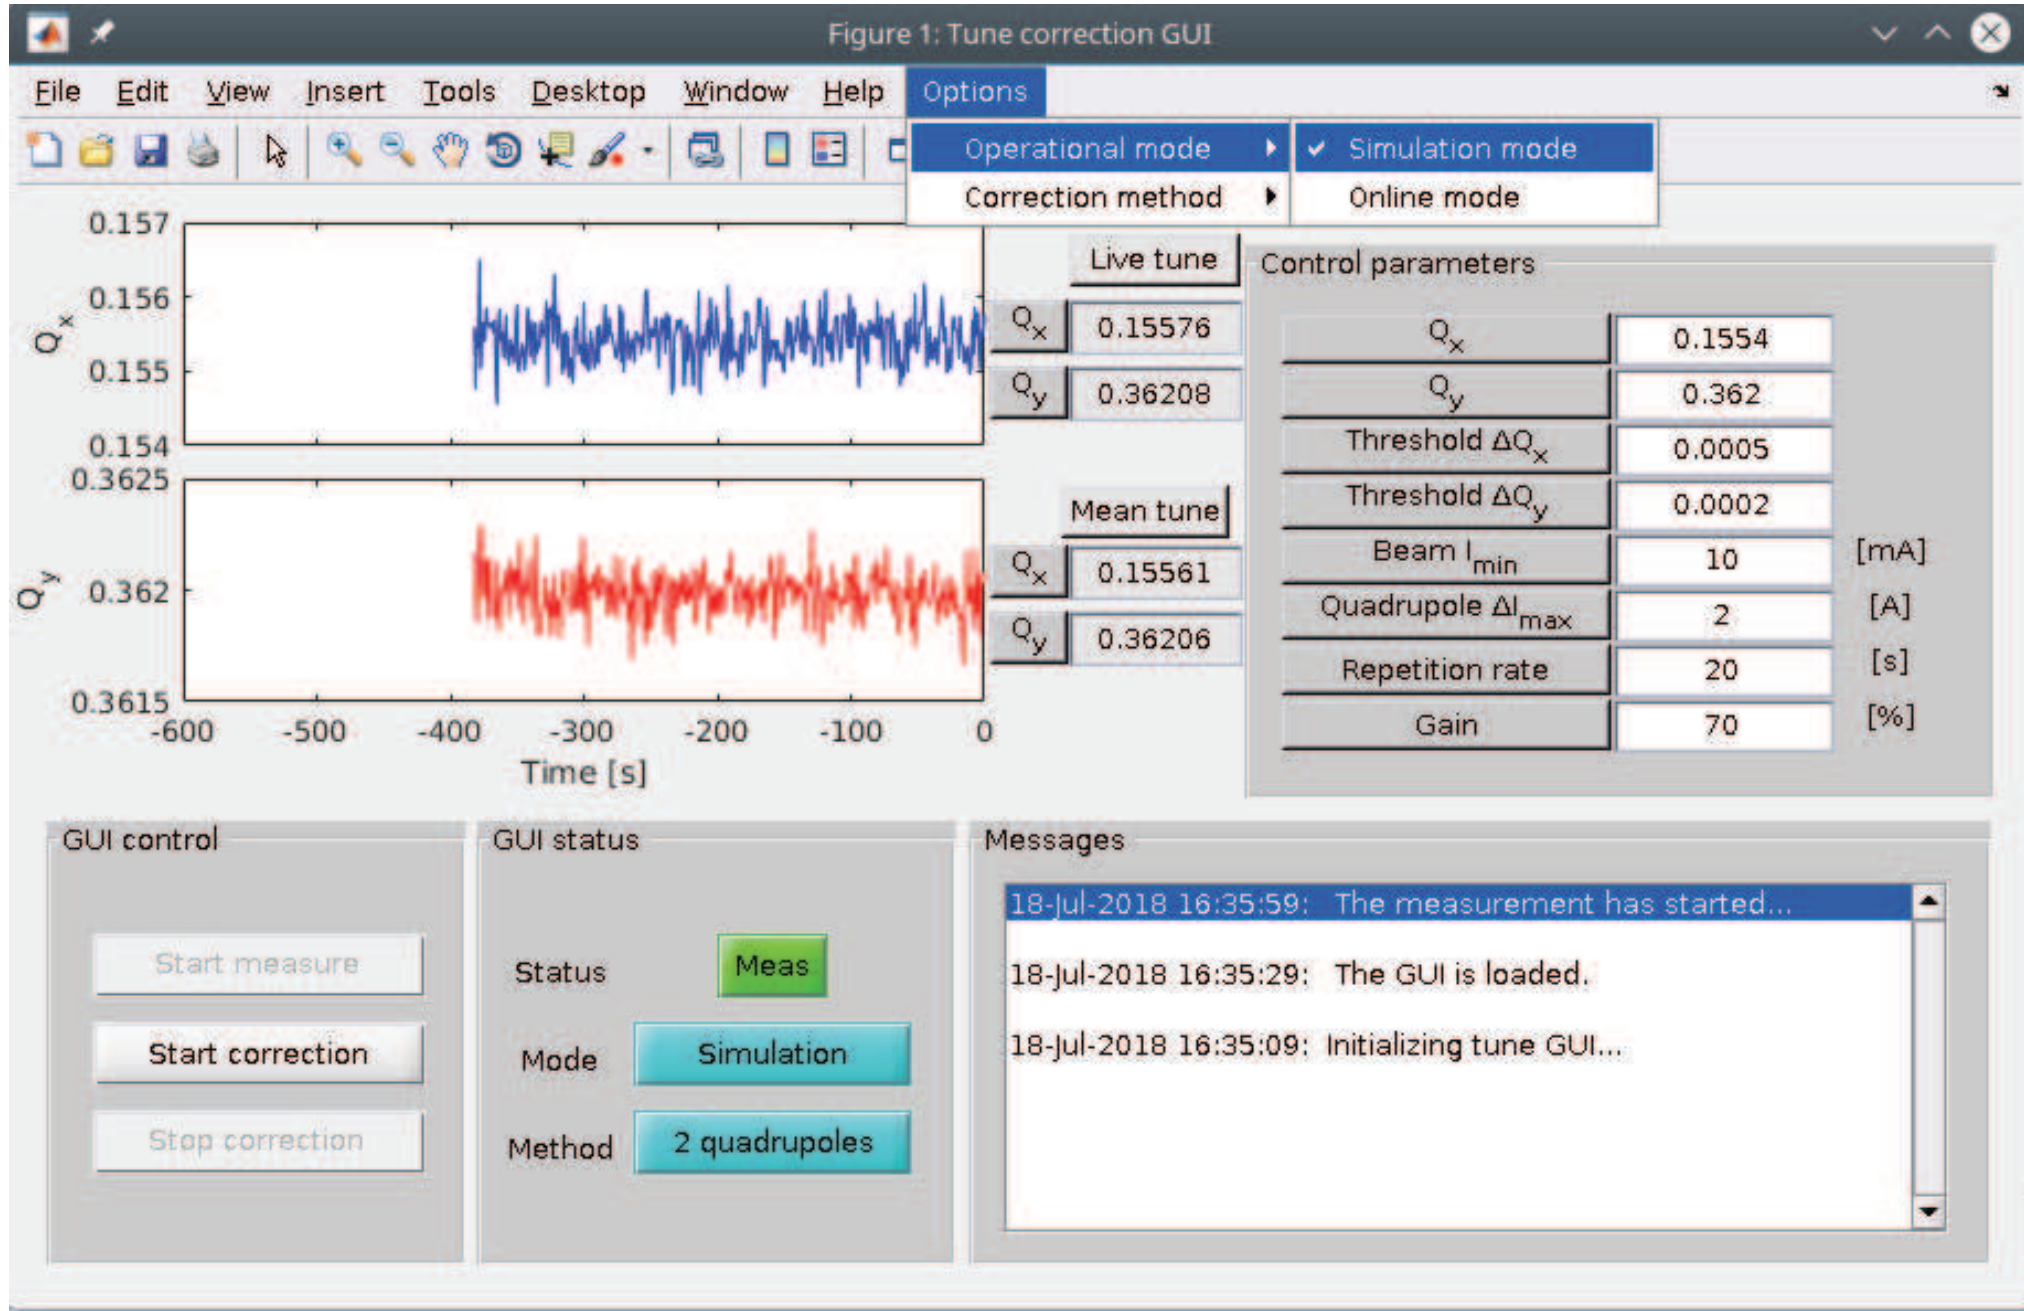 Figure 1: Tune correction GUI
File Edit View Insert Tools Desktop Window Help Options
Operational mode
Correction method
Simulation mode
Online mode
0.157
0.156
0.155
0.154
Qx
0.3625
0.362
0.3615
Qy
-600 -500 -400 -300 -200 -100 0
Time [s]
Live tune
Qx 0.15576
Qy 0.36208
Mean tune
Qx 0.15561
Qy 0.36206
Control parameters
Qx 0.1554
Qy 0.362
Threshold ΔQx 0.0005
Threshold ΔQy 0.0002
Beam Imin 10 [mA]
Quadrupole ΔImax 2 [A]
Repetition rate 20 [s]
Gain 70 [%]
GUI control
Start measure
Start correction
Stop correction
GUI status
Status Meas
Mode Simulation
Method 2 quadrupoles
Messages
18-Jul-2018 16:35:59: The measurement has started...
18-Jul-2018 16:35:29: The GUI is loaded.
18-Jul-2018 16:35:09: Initializing tune GUI...